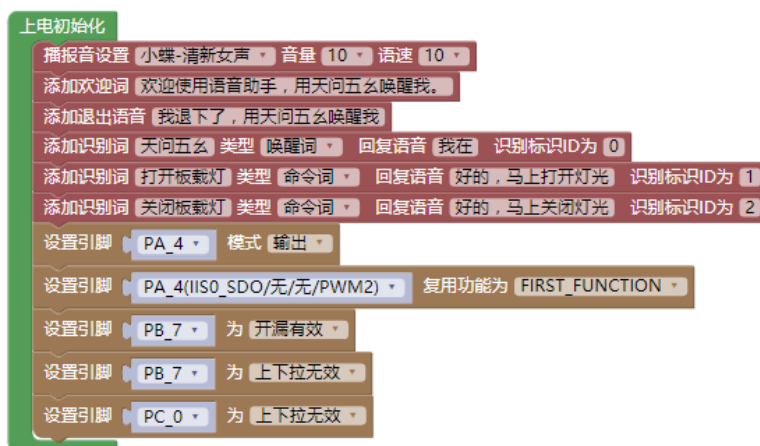 上电初始化
播报音设置 小蝶-清新女声 音量 10 语速 10
添加欢迎词 欢迎使用语音助手，用天问五幺唤醒我。
添加退出语音 我退下了，用天问五幺唤醒我
添加识别词 天问五幺 类型 唤醒词 回复语音 我在 识别标识ID为 0
添加识别词 打开板载灯 类型 命令词 回复语音 好的，马上打开灯光 识别标识ID为 1
添加识别词 关闭板载灯 类型 命令词 回复语音 好的，马上关闭灯光 识别标识ID为 2
设置引脚 PA_4 模式 输出
设置引脚 PA_4(IIS0_SDO/无/无/PWM2) 复用功能为 FIRST_FUNCTION
设置引脚 PB_7 为 开漏有效
设置引脚 PB_7 为 上下拉无效
设置引脚 PC_0 为 上下拉无效